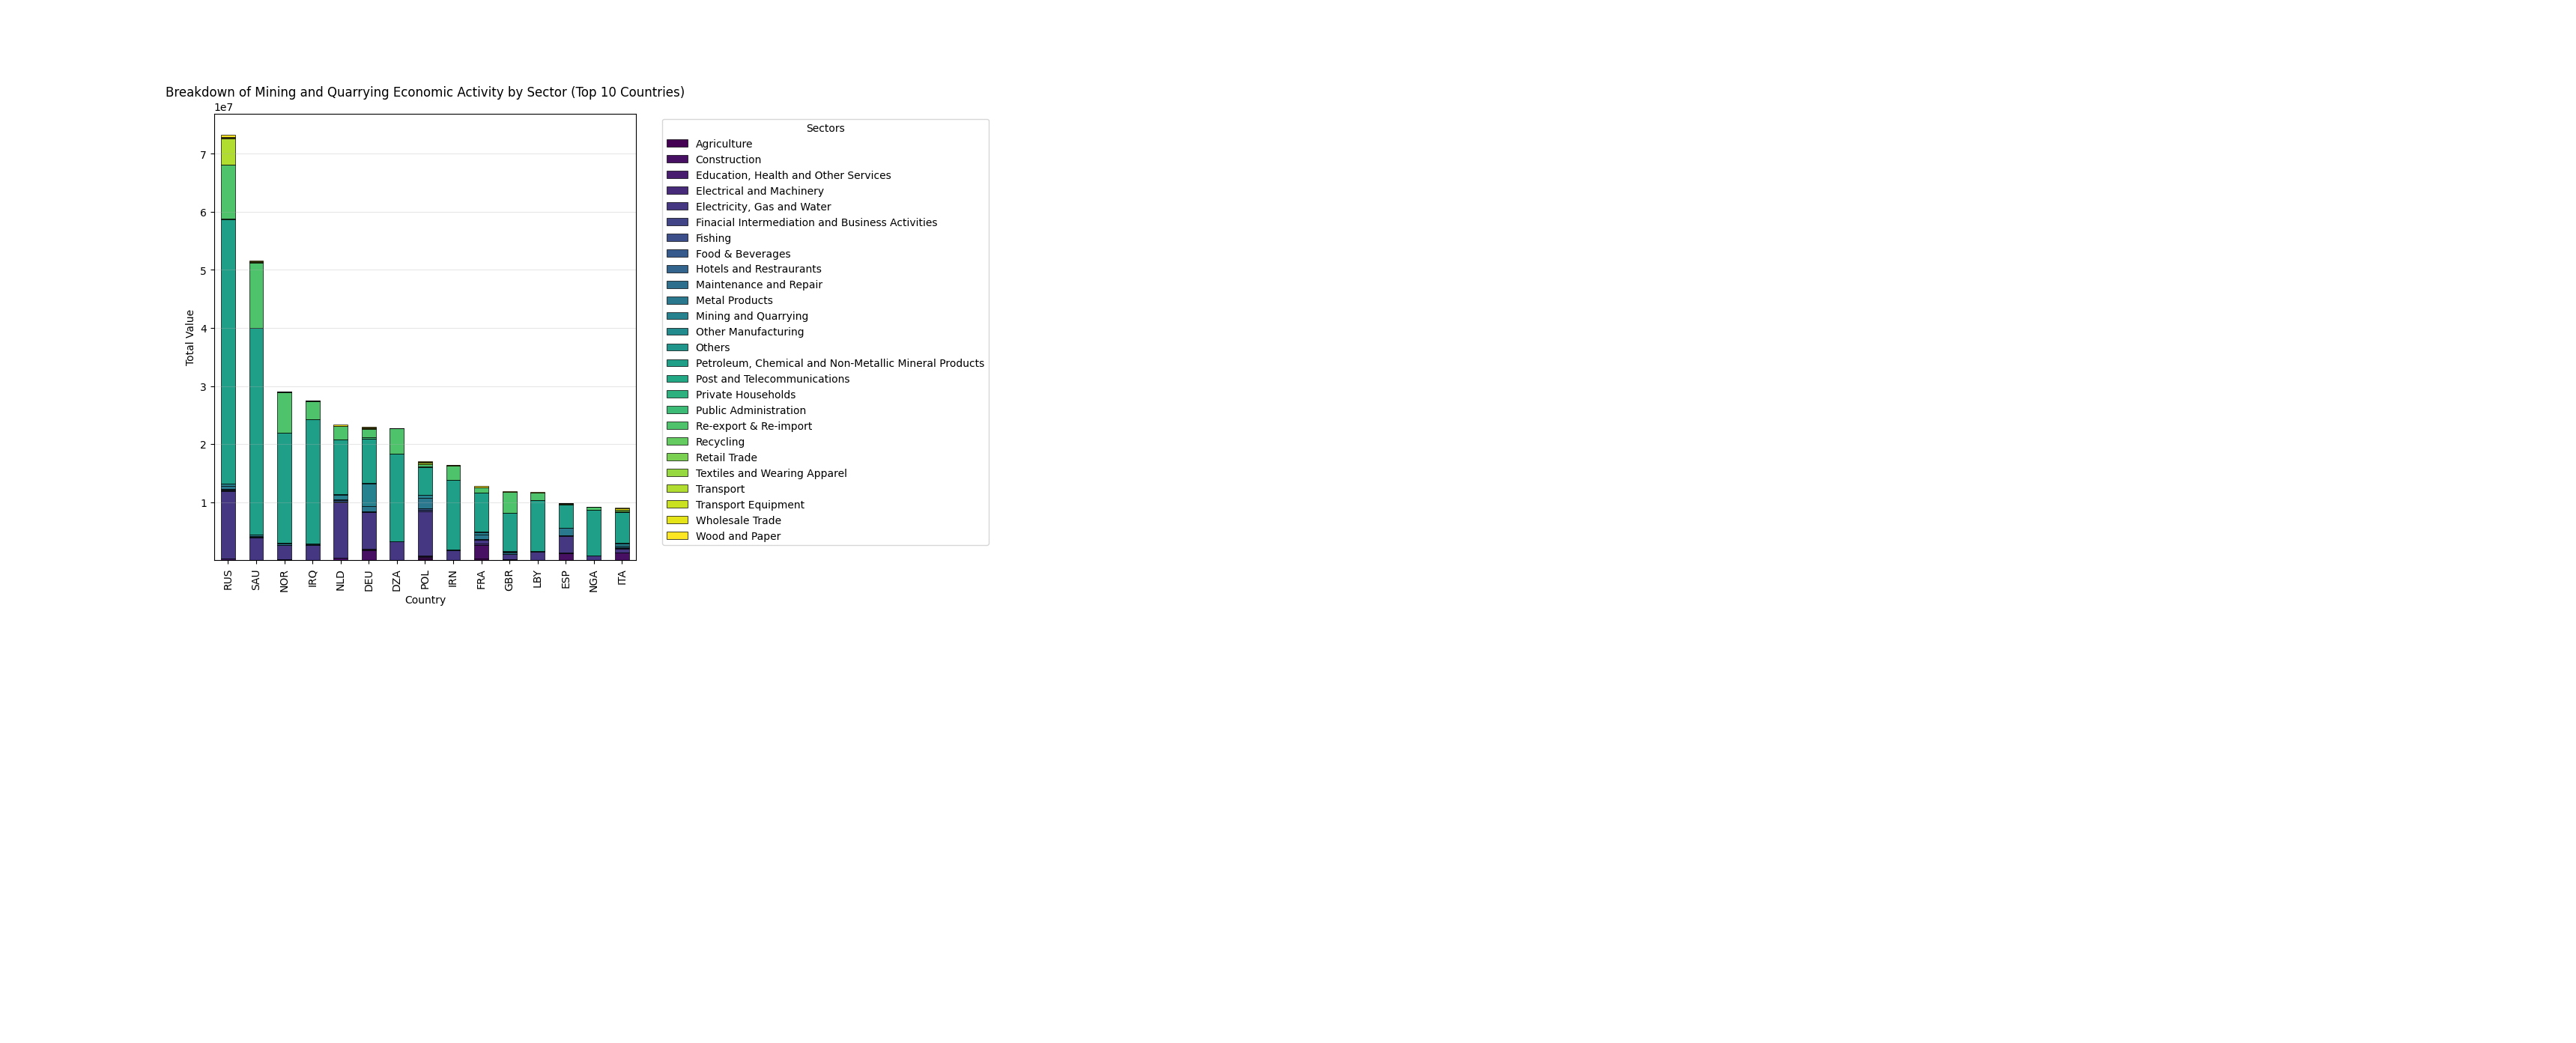 Breakdown of Mining and Quarrying Economic Activity by Sector (Top 10 Countries)
1e7
7
6
5
4
3
2
1
Total Value
RUS
SAU
NOR
IRQ
NLD
DEU
DZA
POL
IRN
FRA
GBR
LBY
ESP
NGA
ITA
Country
Sectors
Agriculture
Construction
Education, Health and Other Services
Electrical and Machinery
Electricity, Gas and Water
Finacial Intermediation and Business Activities
Fishing
Food & Beverages
Hotels and Restraurants
Maintenance and Repair
Metal Products
Mining and Quarrying
Other Manufacturing
Others
Petroleum, Chemical and Non-Metallic Mineral Products
Post and Telecommunications
Private Households
Public Administration
Re-export & Re-import
Recycling
Retail Trade
Textiles and Wearing Apparel
Transport
Transport Equipment
Wholesale Trade
Wood and Paper